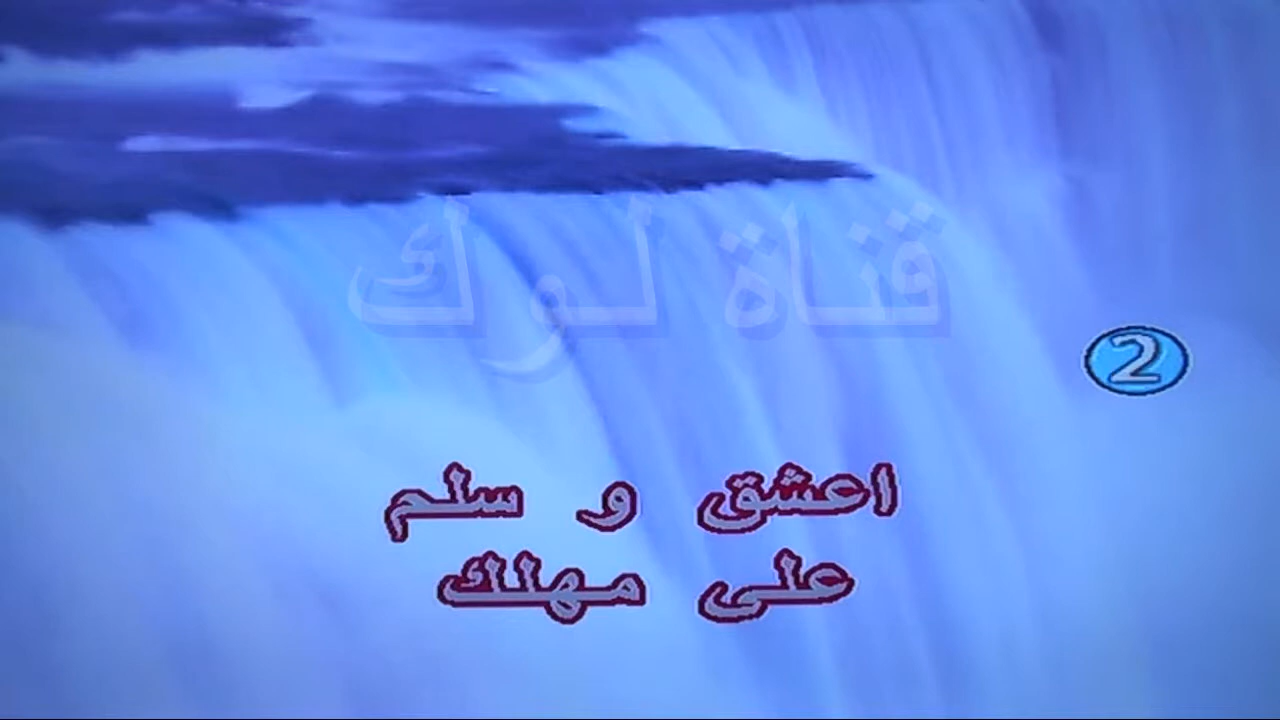 قناة لوك
2
اعشق و سلم
على مهلك